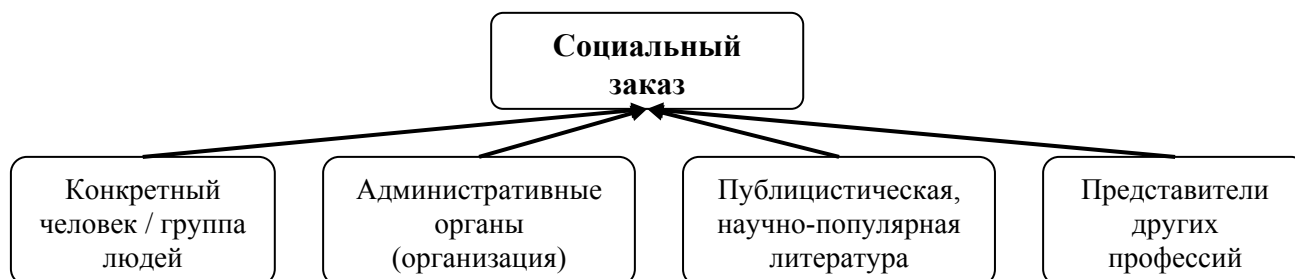 Социальный
заказ
Конкретный
человек / группа
людей
Административные
органы
(организация)
Публицистическая,
научно-популярная
литература
Представители
других
профессий